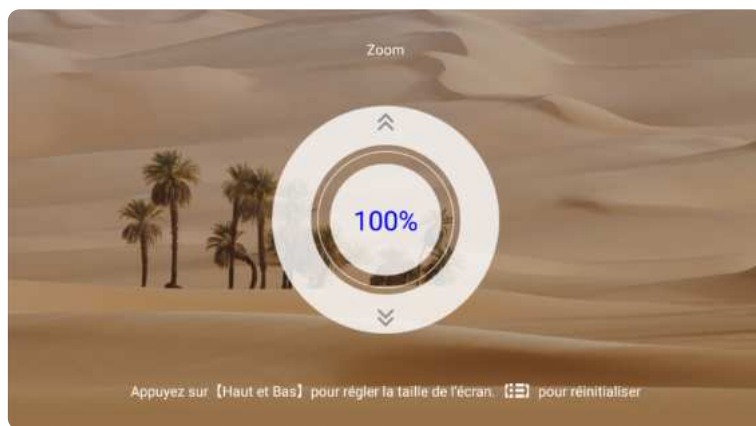 Zoom
100%
Appuyez sur【Haut et Bas】pour régler la taille de l'écran.【】pour réinitialiser